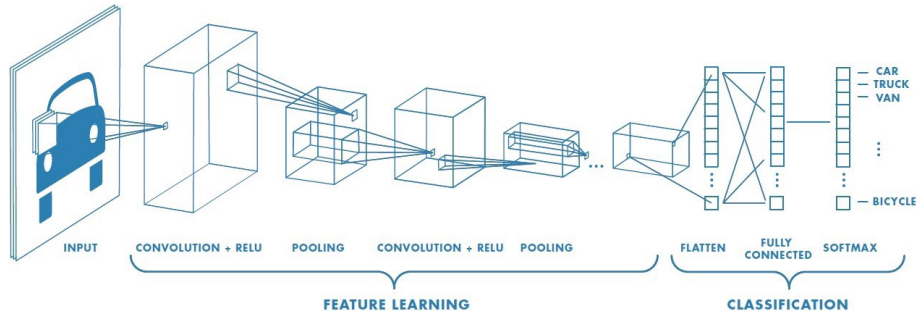 CAR
TRUCK
VAN
BICYCLE
INPUT
CONVOLUTION + RELU
POOLING
CONVOLUTION + RELU
POOLING
FLATTEN
FULLY
CONNECTED
SOFTMAX
FEATURE LEARNING
CLASSIFICATION